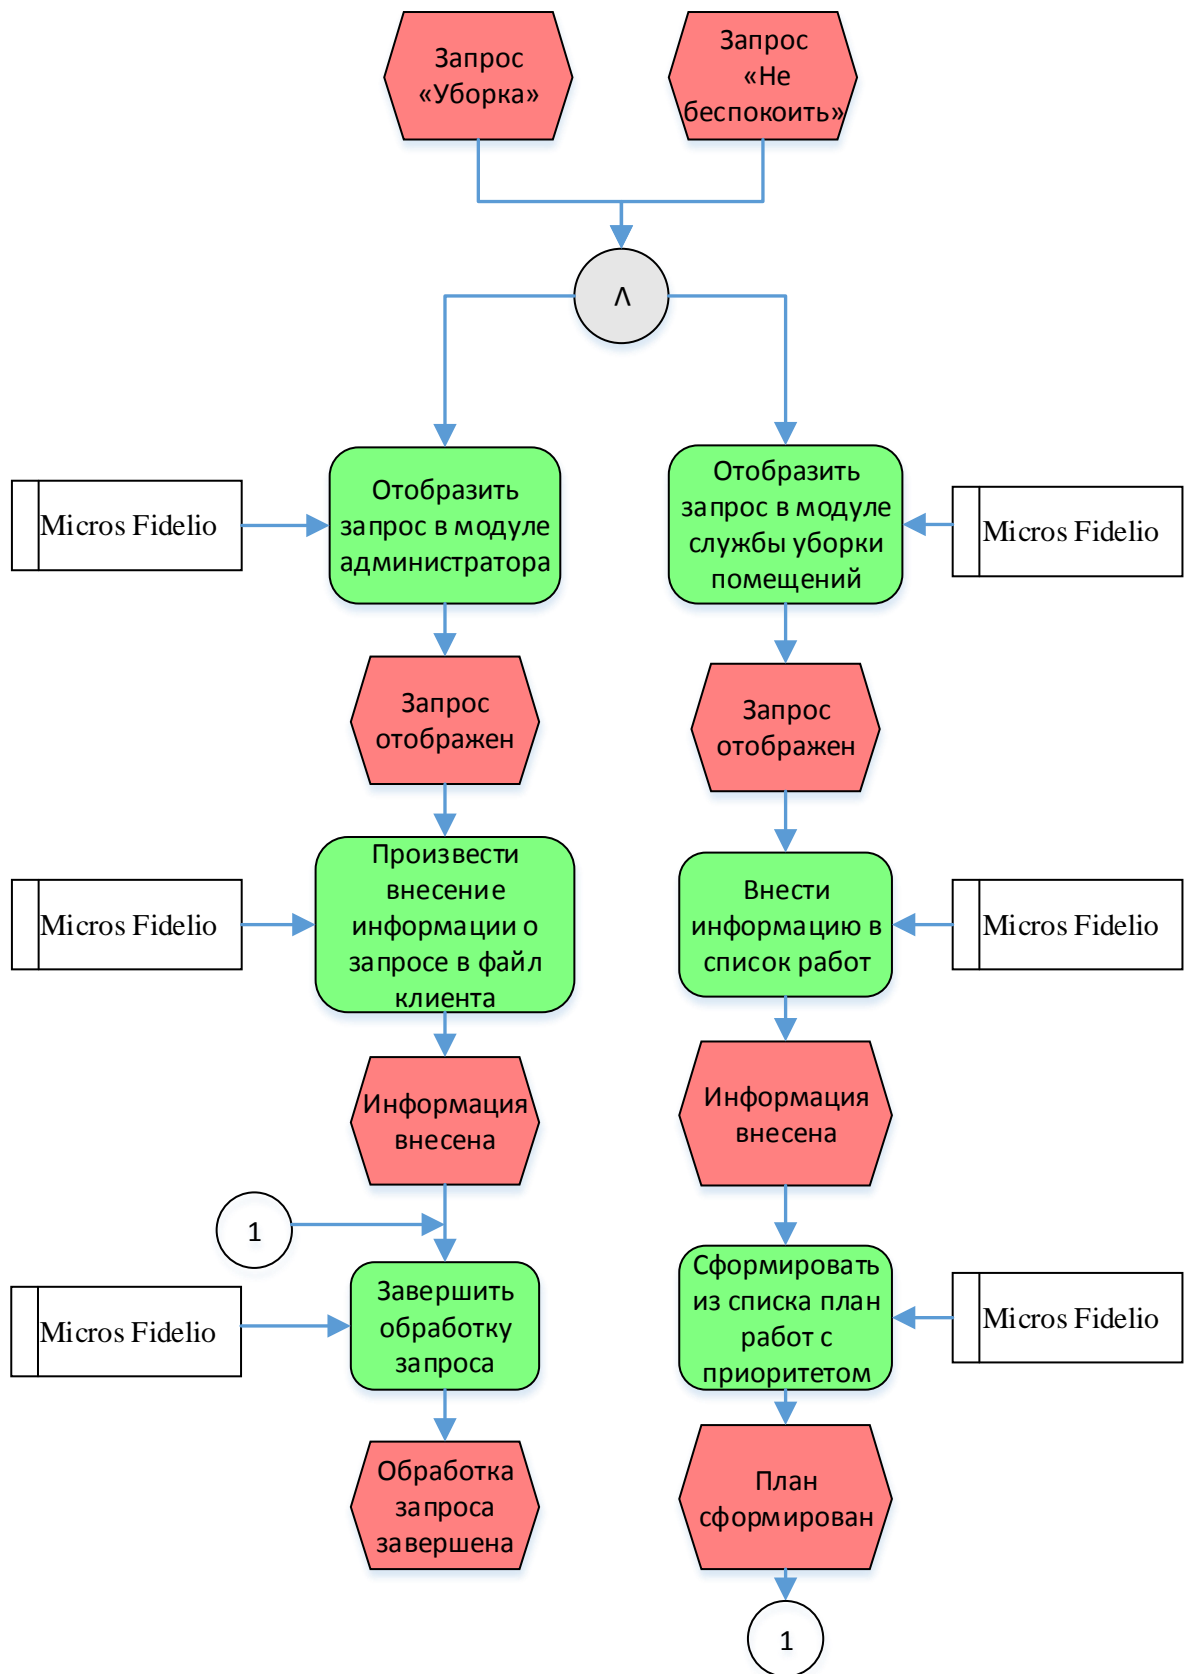 Запрос
«Уборка»
Запрос
«Не
беспокоить»
Λ
Micros Fidelio
Отобразить
запрос в модуле
администратора
Отобразить
запрос в модуле
службы уборки
помещений
Micros Fidelio
Запрос
отображен
Запрос
отображен
Micros Fidelio
Произвести
внесение
информации о
запросе в файл
клиента
Внести
информацию в
список работ
Micros Fidelio
Информация
внесена
Информация
внесена
1
Micros Fidelio
Завершить
обработку
запроса
Сформировать
из списка план
работ с
приоритетом
Micros Fidelio
Обработка
запроса
завершена
План
сформирован
1